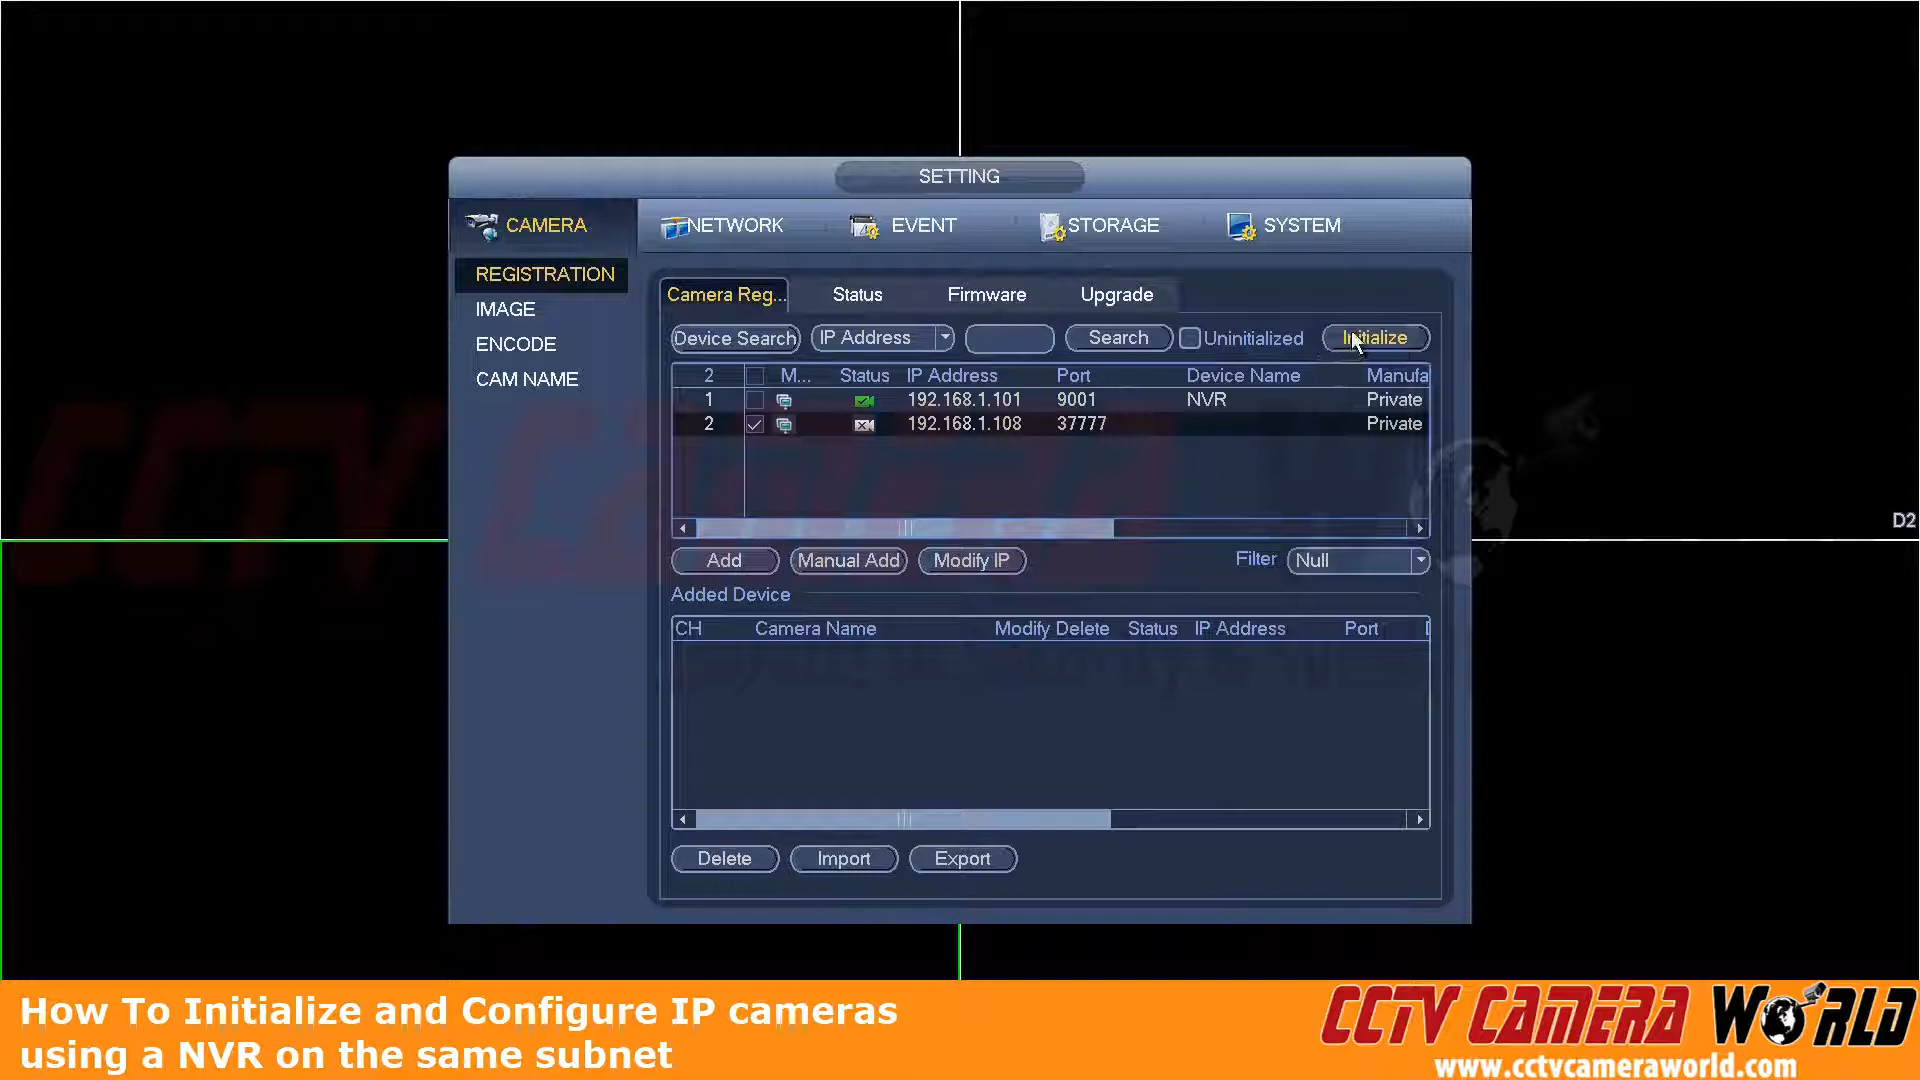 SETTING
CAMERA NETWORK EVENT STORAGE SYSTEM
REGISTRATION
IMAGE
ENCODE
CAM NAME
Camera Reg... Status Firmware Upgrade
Device Search IP Address Search Uninitialized Initialize
2 M... Status IP Address Port Device Name Manufa
1 192.168.1.101 9001 NVR Private
2 192.168.1.108 37777 Private
D2
Add Manual Add Modify IP Filter Null
Added Device
CH Camera Name Modify Delete Status IP Address Port
Delete Import Export
How To Initialize and Configure IP cameras
using a NVR on the same subnet
CCTV CAMERA WORLD
www.cctvcameraworld.com